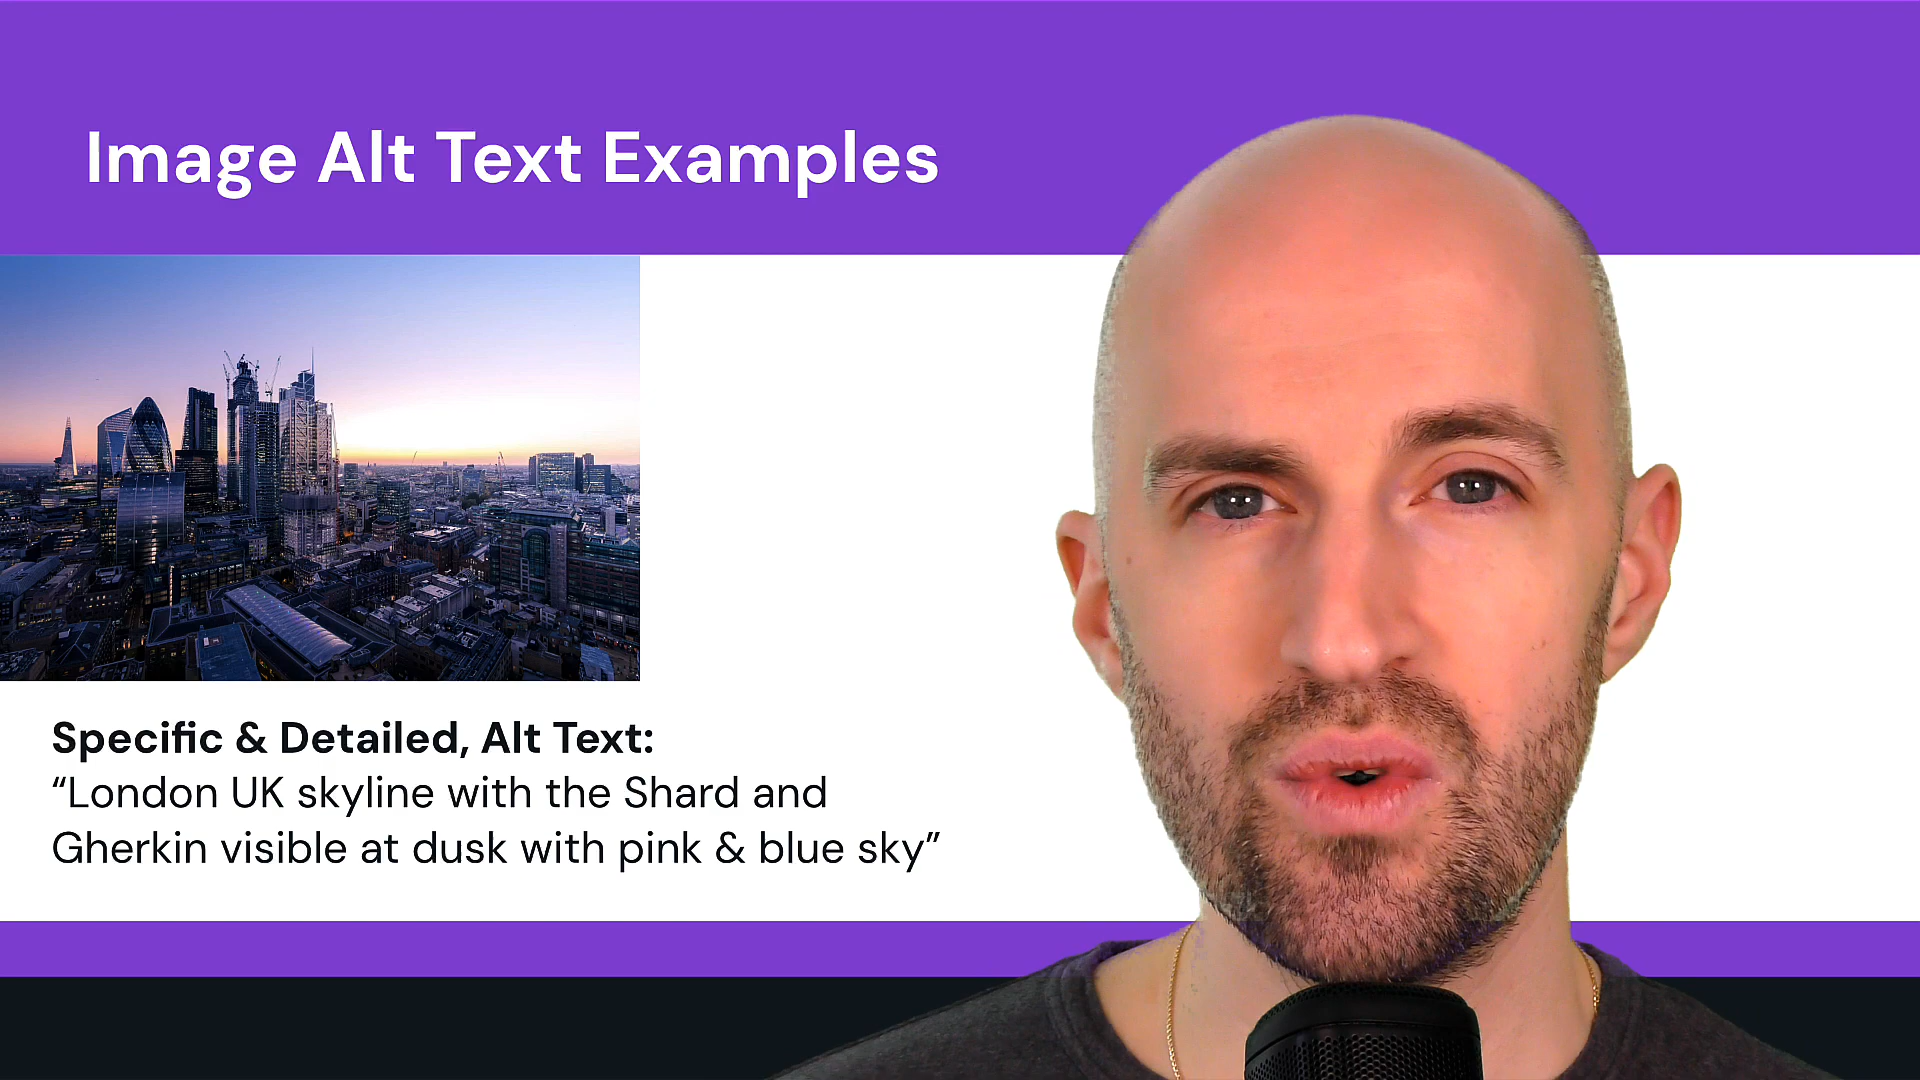 Image Alt Text Examples
Specific & Detailed, Alt Text:
“London UK skyline with the Shard and
Gherkin visible at dusk with pink & blue sky”